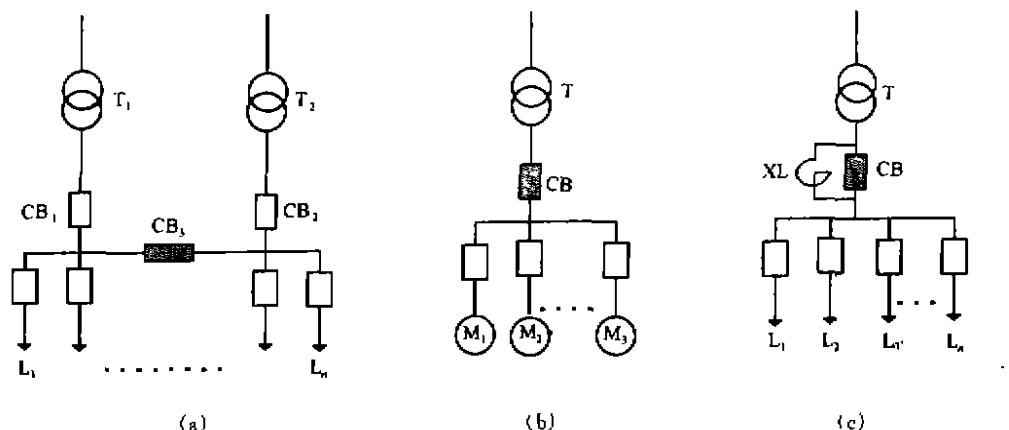 T₁
T₂
CB₁
CB₂
CB₃
L₁
Lₙ
(a)
T
CB
M₁
M₂
M₃
(b)
T
XL
CB
L₁
L₂
Lₙ
(c)